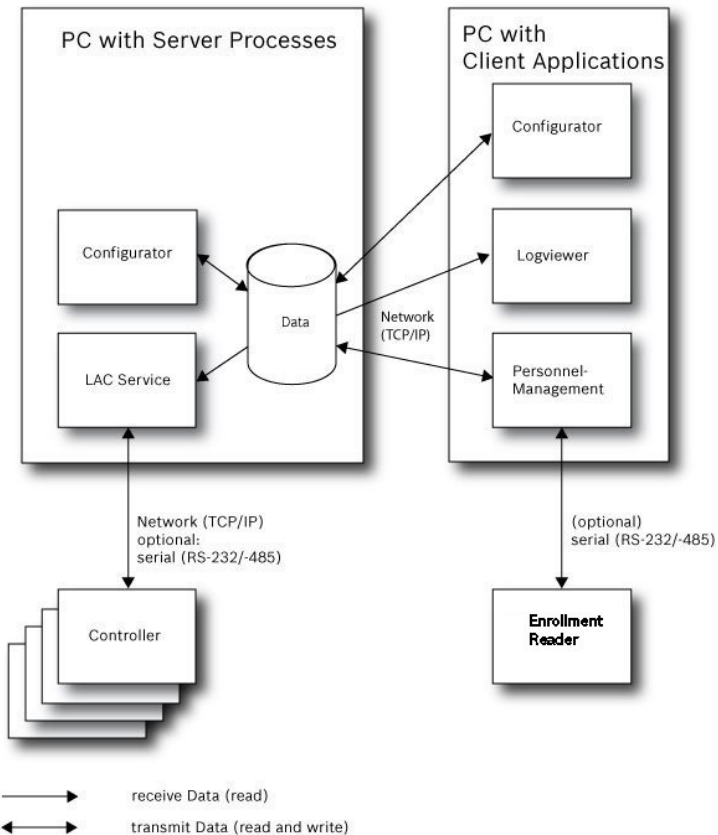 PC with Server Processes
PC with
Client Applications
Configurator
Configurator
Logviewer
Data
Network
(TCP/IP)
LAC Service
Personnel-
Management
Network (TCP/IP)
optional:
serial (RS-232/-485)
(optional)
serial (RS-232/-485)
Controller
Enrollment
Reader
receive Data (read)
transmit Data (read and write)